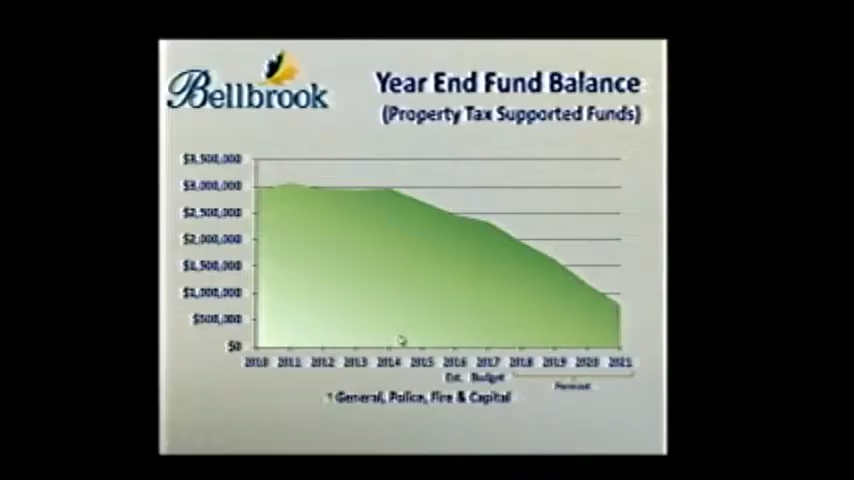 Bellbrook
Year End Fund Balance
(Property Tax Supported Funds)
$3,500,000
$3,000,000
$2,500,000
$2,000,000
$1,500,000
$1,000,000
$500,000
$0
2010 2011 2012 2013 2014 2015 2016 2017 2018 2019 2020 2021
Est. Budget
Forecast
* General, Police, Fire & Capital